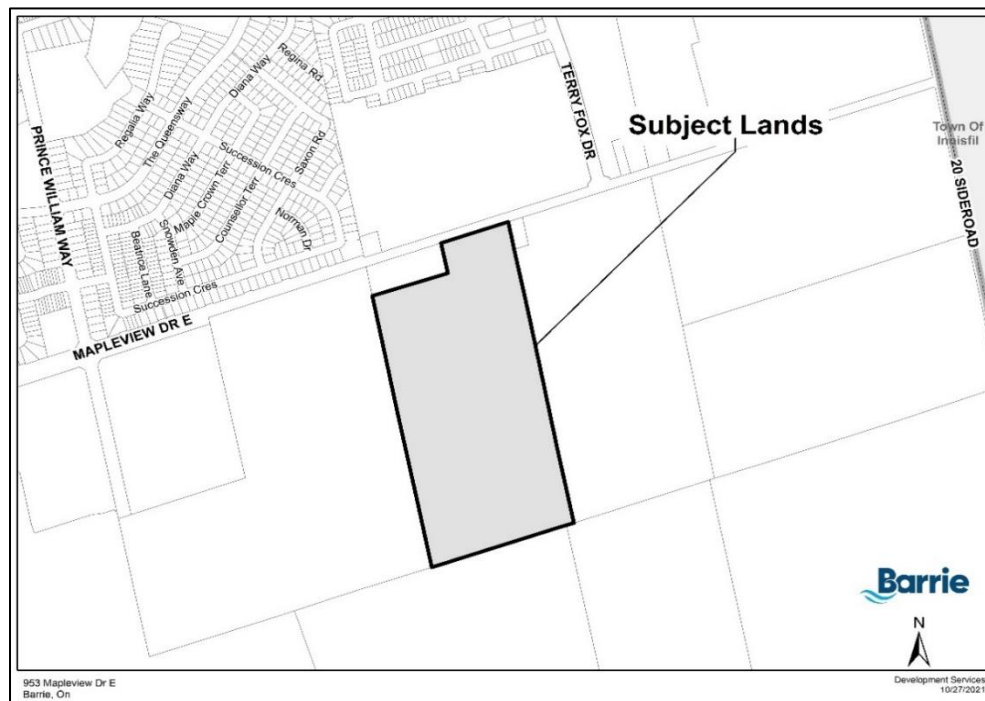 Regina Rd
Diana Way
Regalia Way
The Queensway
TERRY FOX DR
Subject Lands
Town Of
Innisfil
PRINCE WILLIAM WAY
Saxon Rd
Succession Cres
Diana Way
Maple Crown Terr
Counsellor Terr
20 SIDEROAD
Norman Dr
Snowden Ave
Beatrice Lane
Succession Cres
MAPLEVIEW DR E
Barrie
N
953 Mapleview Dr E
Barrie, On
Development Services
10/27/2021